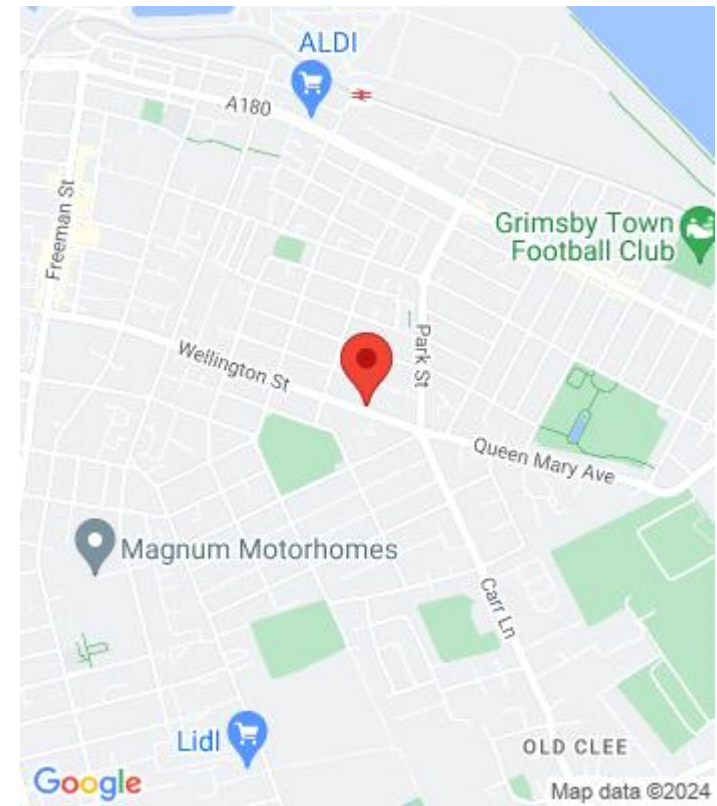 ALDI
A180
Freeman St
Grimsby Town
Football Club
Park St
Wellington St
Queen Mary Ave
Magnum Motorhomes
Carr Ln
Lidl
OLD CLEE
Google
Map data ©2024